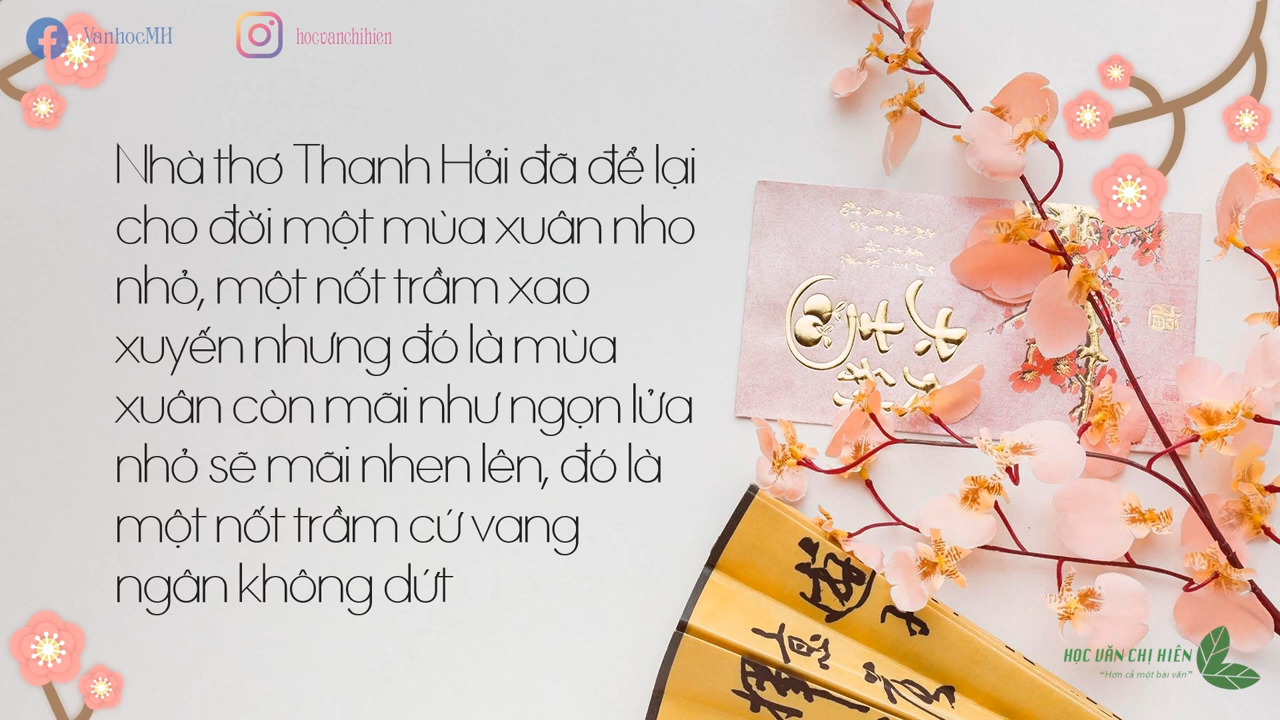 VanhocMH
hocvanchihien
Nhà thơ Thanh Hải đã để lại
cho đời một mùa xuân nho
nhỏ, một nốt trầm xao
xuyến nhưng đó là mùa
xuân còn mãi như ngọn lửa
nhỏ sẽ mãi nhen lên, đó là
một nốt trầm cứ vang
ngân không dứt
HỌC VĂN CHỊ HIÊN
"Hơn cả một bài văn"